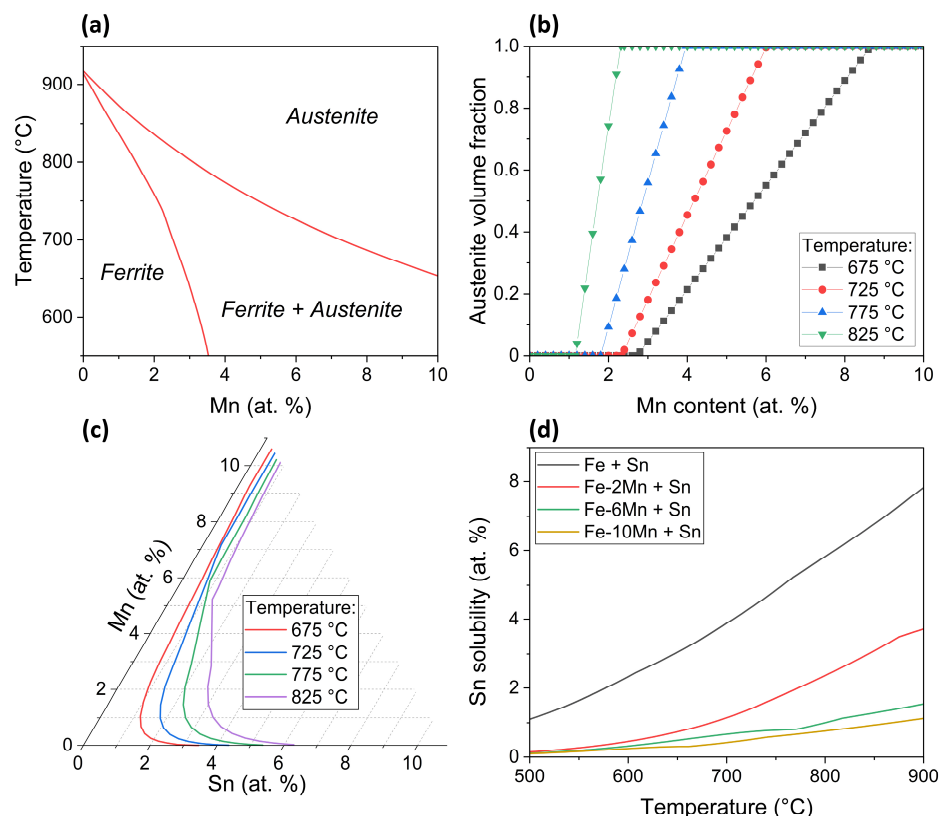 (a)
Temperature (°C)
900
800
700
600
Austenite
Ferrite
Ferrite + Austenite
0
2
4
6
8
10
Mn (at. %)
(b)
Austenite volume fraction
1.0
0.8
0.6
0.4
0.2
0
Temperature:
675 °C
725 °C
775 °C
825 °C
0
2
4
6
8
10
Mn content (at. %)
(c)
Mn (at. %)
10
8
6
4
2
0
Temperature:
675 °C
725 °C
775 °C
825 °C
0
2
4
6
8
10
Sn (at. %)
(d)
Sn solubility (at. %)
8
6
4
2
0
Fe + Sn
Fe-2Mn + Sn
Fe-6Mn + Sn
Fe-10Mn + Sn
500
600
700
800
900
Temperature (°C)